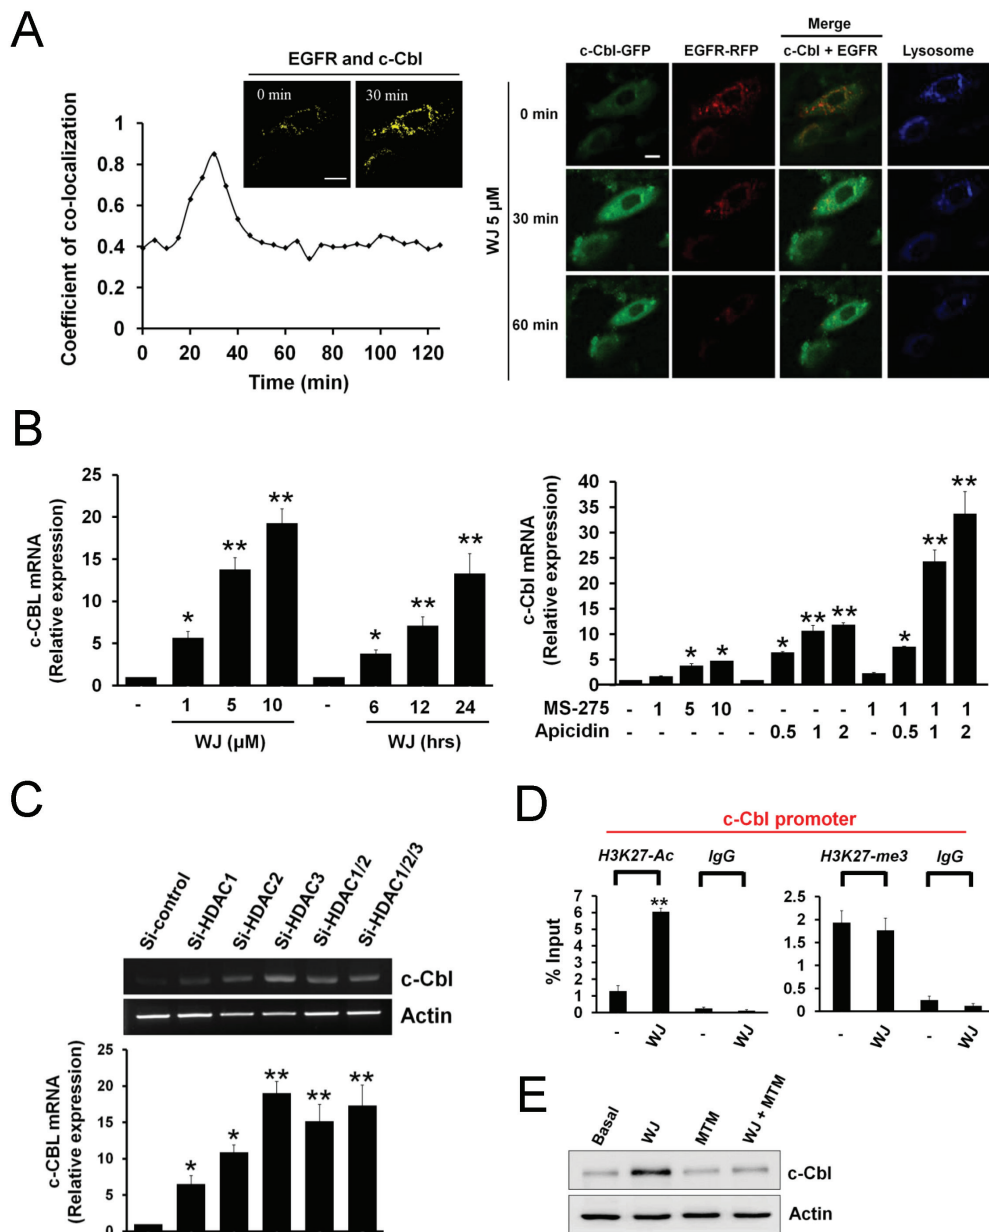 A
EGFR and c-Cbl
0 min
30 min
1
0.8
0.6
0.4
0.2
0
0 20 40 60 80 100 120
Coefficient of co-localization
Time (min)
Merge
c-Cbl-GFP EGFR-RFP c-Cbl + EGFR Lysosome
WJ 5 µM
0 min
30 min
60 min
B
c-CBL mRNA
(Relative expression)
25
20
15
10
5
0
* ** ** * ** **
- 1 5 10 - 6 12 24
WJ (µM) WJ (hrs)
c-Cbl mRNA
(Relative expression)
40
35
30
25
20
15
10
5
0
* * * ** ** * ** **
MS-275 - 1 5 10 - - - - 1 1 1 1
Apicidin - - - - - 0.5 1 2 - 0.5 1 2
C
Si-control
Si-HDAC1
Si-HDAC2
Si-HDAC3
Si-HDAC1/2
Si-HDAC1/2/3
c-Cbl
Actin
c-CBL mRNA
(Relative expression)
25
20
15
10
5
0
* * ** ** **
D
c-Cbl promoter
H3K27-Ac IgG
% Input
7
6
5
4
3
2
1
0
**
- WJ - WJ
H3K27-me3 IgG
2.5
2
1.5
1
0.5
0
- WJ - WJ
E
Basal
WJ
MTM
WJ + MTM
c-Cbl
Actin